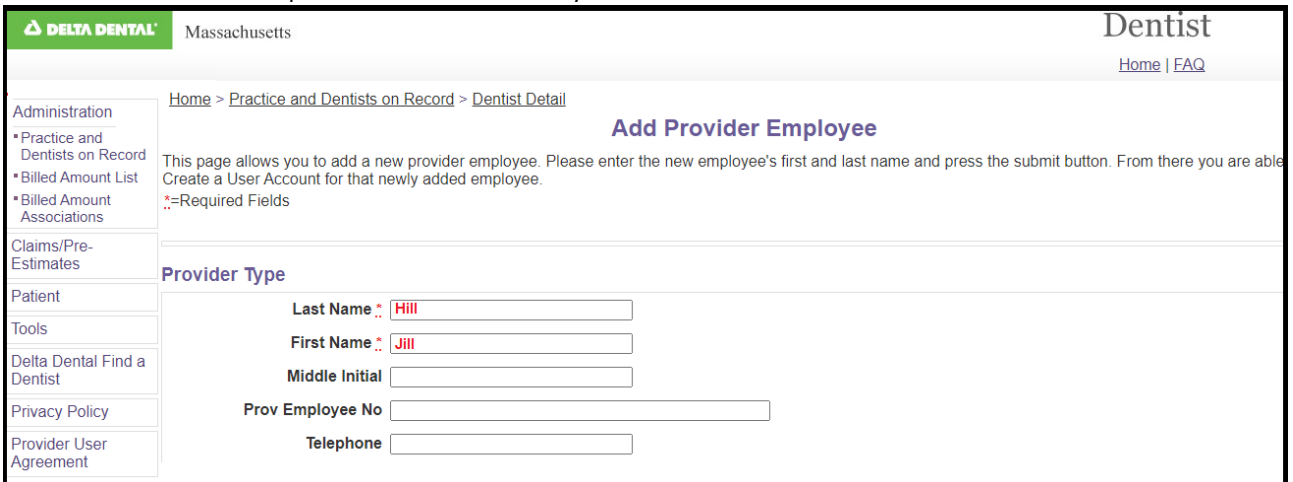 DELTA DENTAL
Massachusetts
Dentist
Home | FAQ
Administration
▪Practice and
Dentists on Record
▪Billed Amount List
▪Billed Amount
Associations
Claims/Pre-
Estimates
Patient
Tools
Delta Dental Find a
Dentist
Privacy Policy
Provider User
Agreement
Home > Practice and Dentists on Record > Dentist Detail
Add Provider Employee
This page allows you to add a new provider employee. Please enter the new employee's first and last name and press the submit button. From there you are able
Create a User Account for that newly added employee.
*=Required Fields
Provider Type
Last Name * Hill
First Name * Jill
Middle Initial
Prov Employee No
Telephone